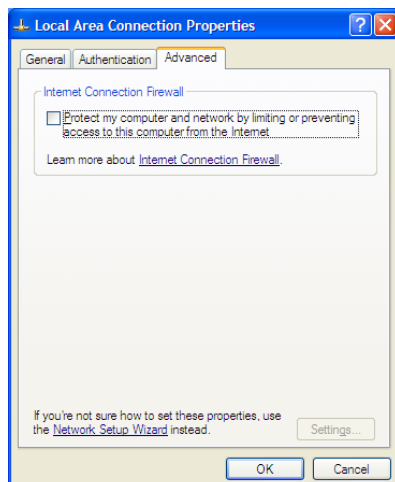 Local Area Connection Properties
General Authentication Advanced
Internet Connection Firewall
Protect my computer and network by limiting or preventing
access to this computer from the Internet
Learn more about Internet Connection Firewall.
If you're not sure how to set these properties, use
the Network Setup Wizard instead.
Settings...
OK Cancel